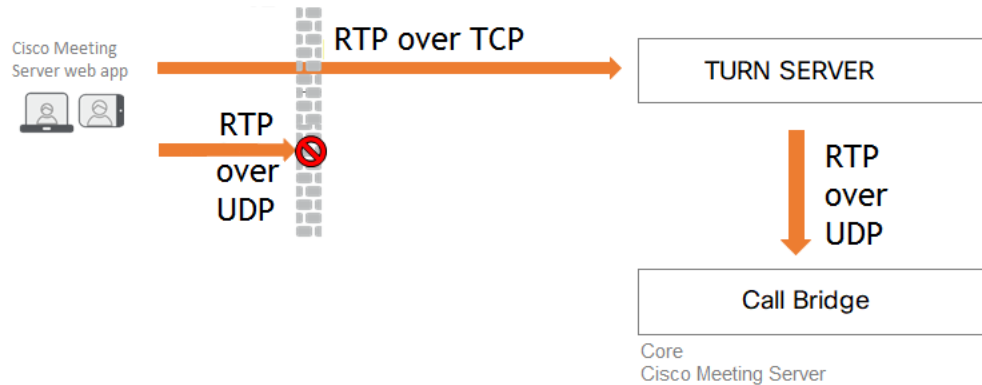 RTP over TCP
Cisco Meeting
Server web app
TURN SERVER
RTP
over
UDP
RTP
over
UDP
Call Bridge
Core
Cisco Meeting Server